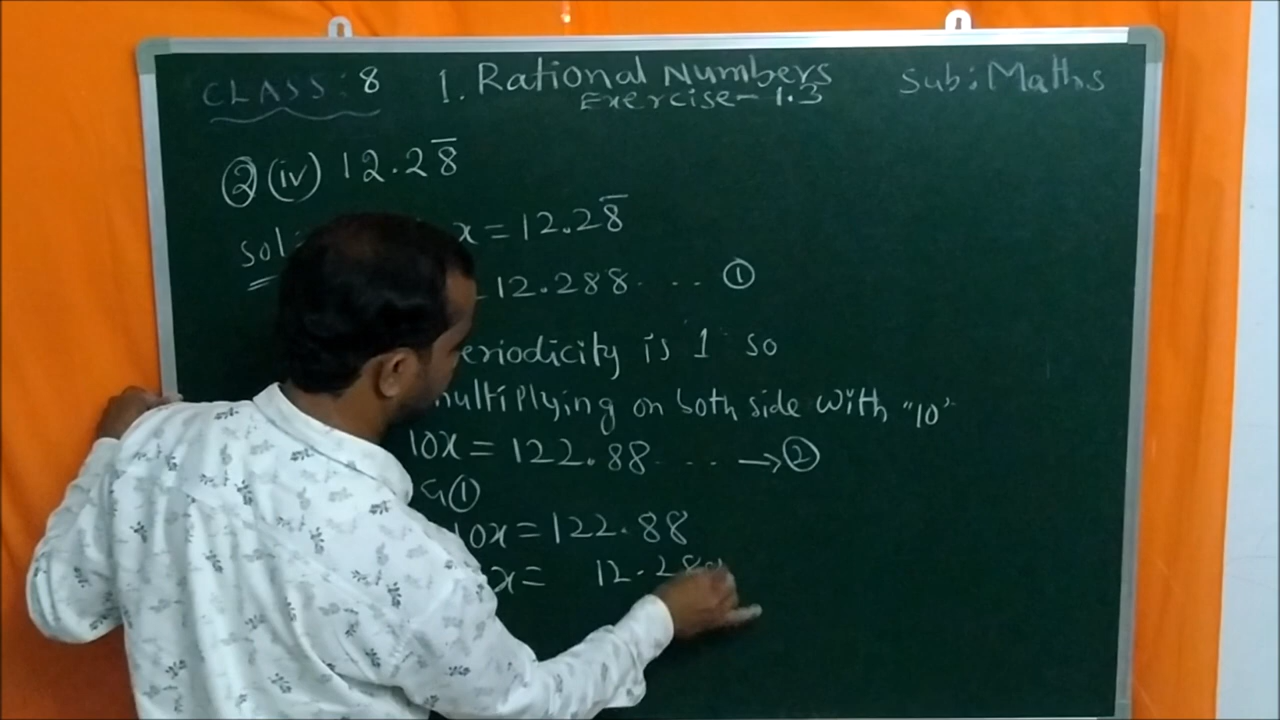 CLASS: 8 1. Rational Numbers Sub: Maths
Exercise-1.3
② (iv) 12.28̅
Sol: x = 12.28̅
12.288.... ①
eriodicity is 1 so
multiplying on both side with "10"
10x = 122.88.... → ②
①
10x = 122.88
x = 12.28